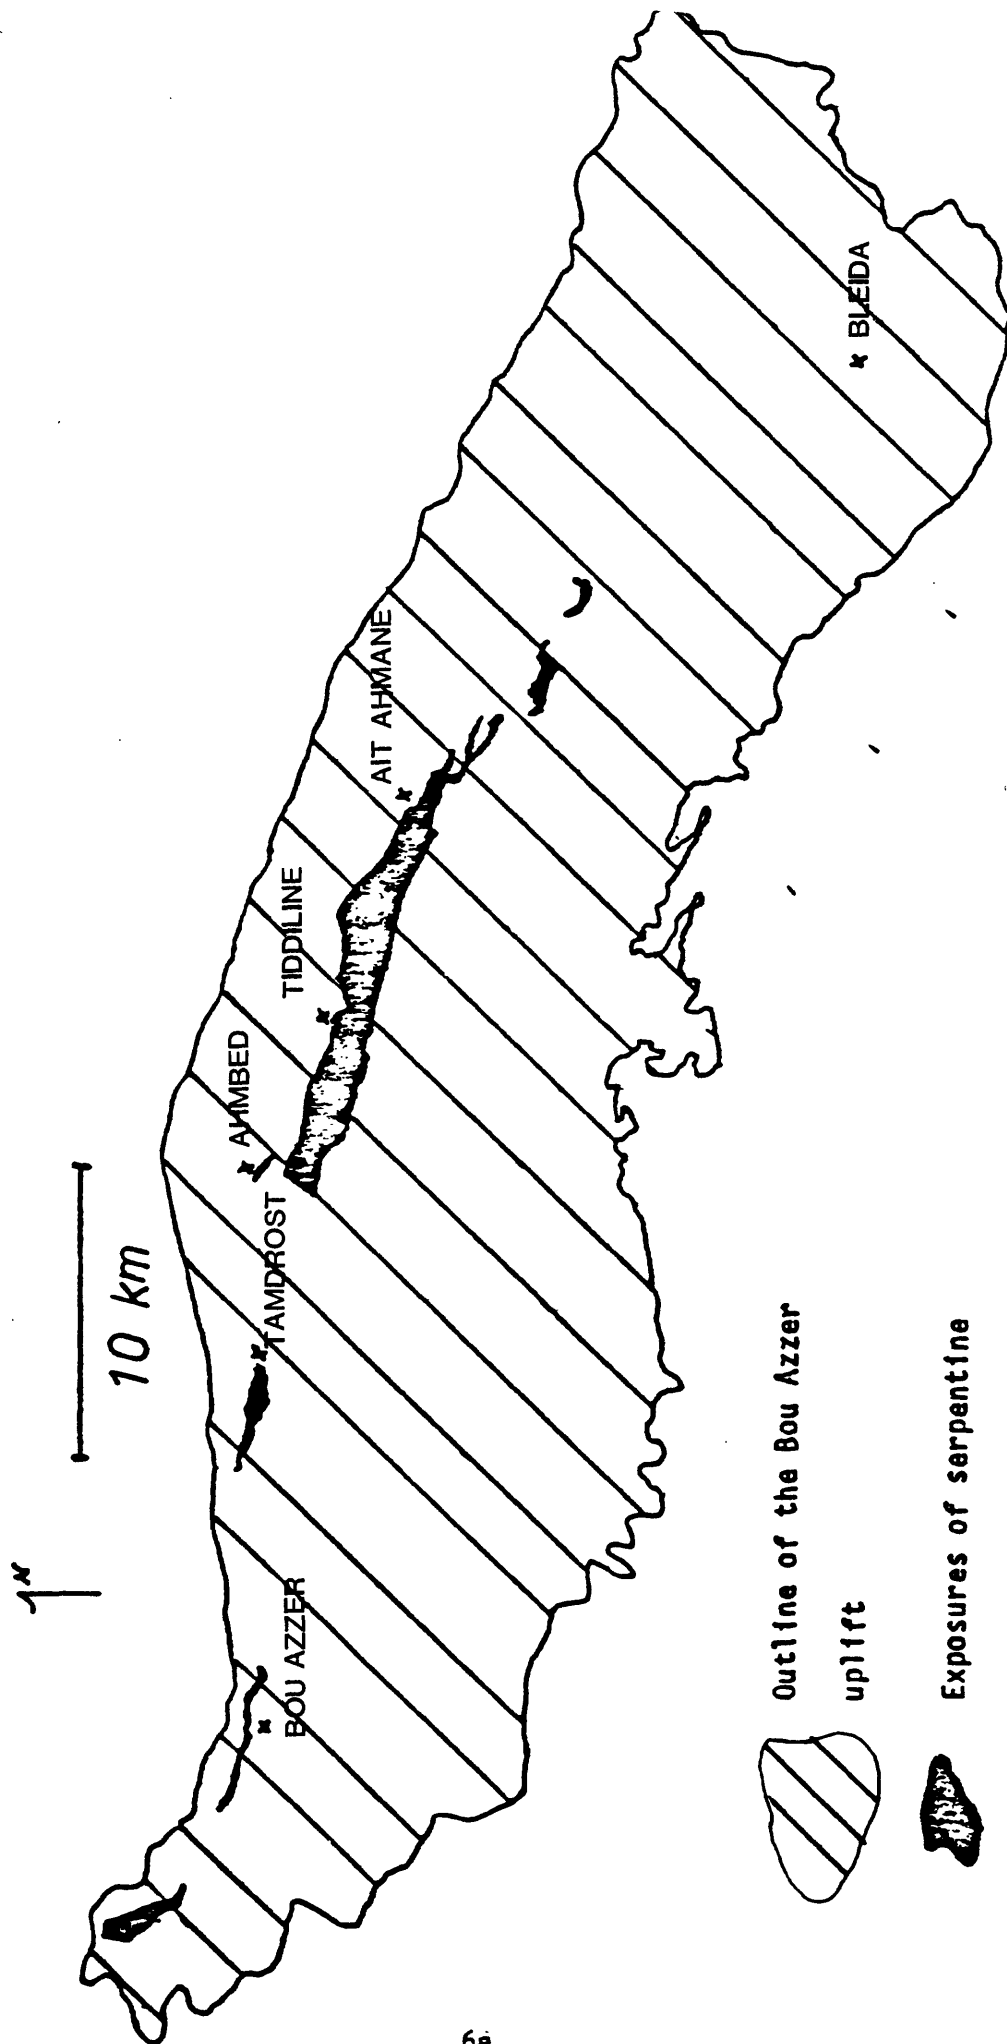 N
10 km
BOU AZZER
TAMDROST
AHMBED
TIDDILINE
AIT AHMANE
BLEIDA
Outline of the Bou Azzer
uplift
Exposures of serpentine
6a